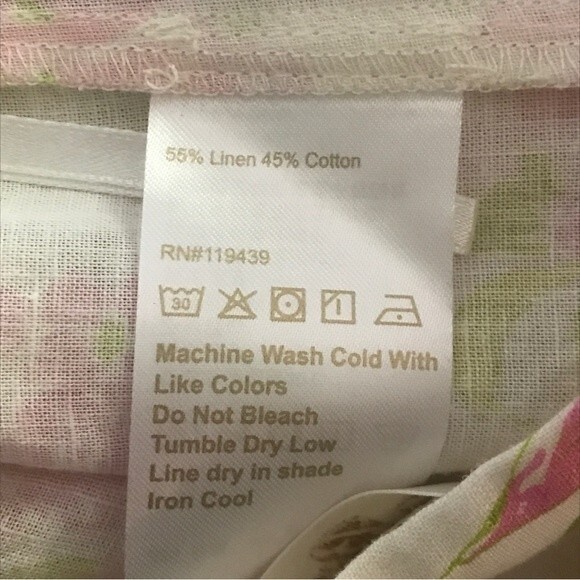 55% Linen 45% Cotton
RN#119439
30
Machine Wash Cold With
Like Colors
Do Not Bleach
Tumble Dry Low
Line dry in shade
Iron Cool